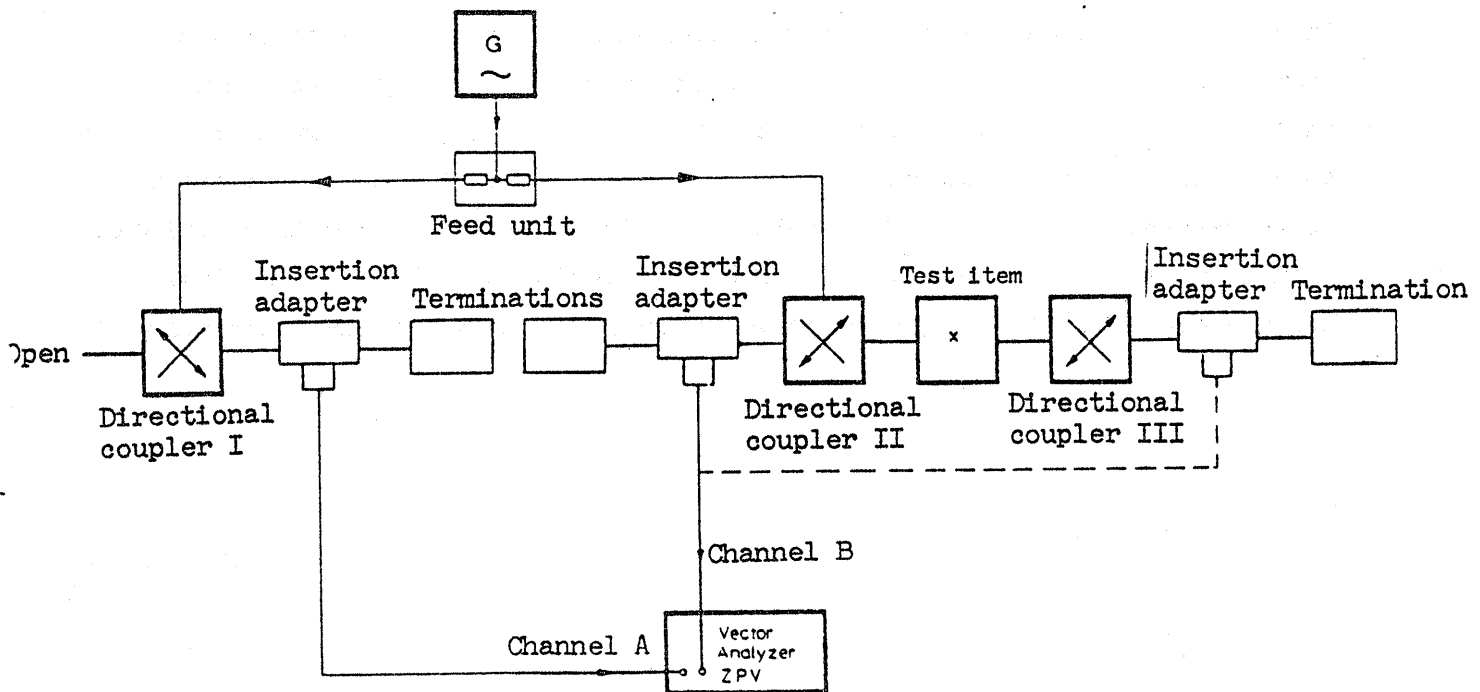 G
~
Feed unit
Insertion
adapter
Terminations
Insertion
adapter
Test item
Insertion
adapter
Termination
Open
x
Directional
coupler I
Directional
coupler II
Directional
coupler III
Channel B
Channel A
Vector
Analyzer
ZPV